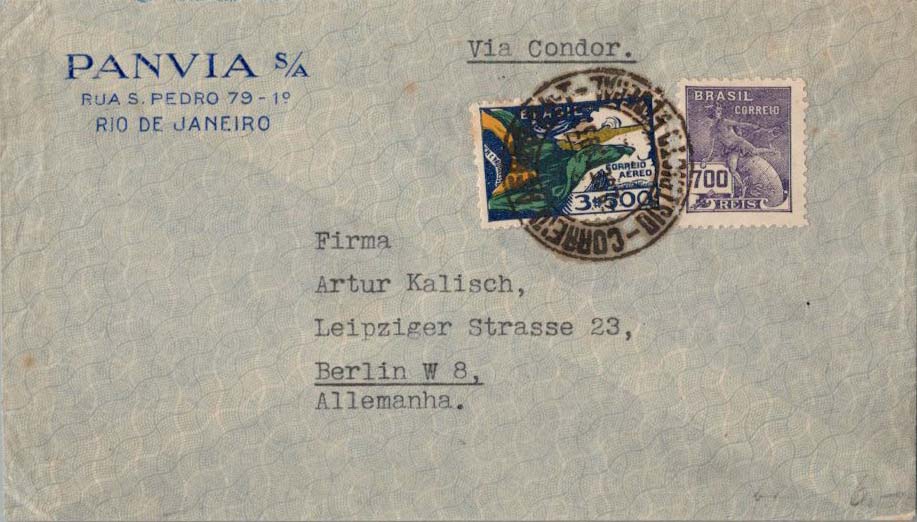 PANVIA S/A
RUA S. PEDRO 79 - 1º
RIO DE JANEIRO
Via Condor.
BRASIL
CORREIO
AEREO
3$500
BRASIL
CORREIO
700
REIS
Firma
Artur Kalisch,
Leipziger Strasse 23,
Berlin W 8,
Allemanha.